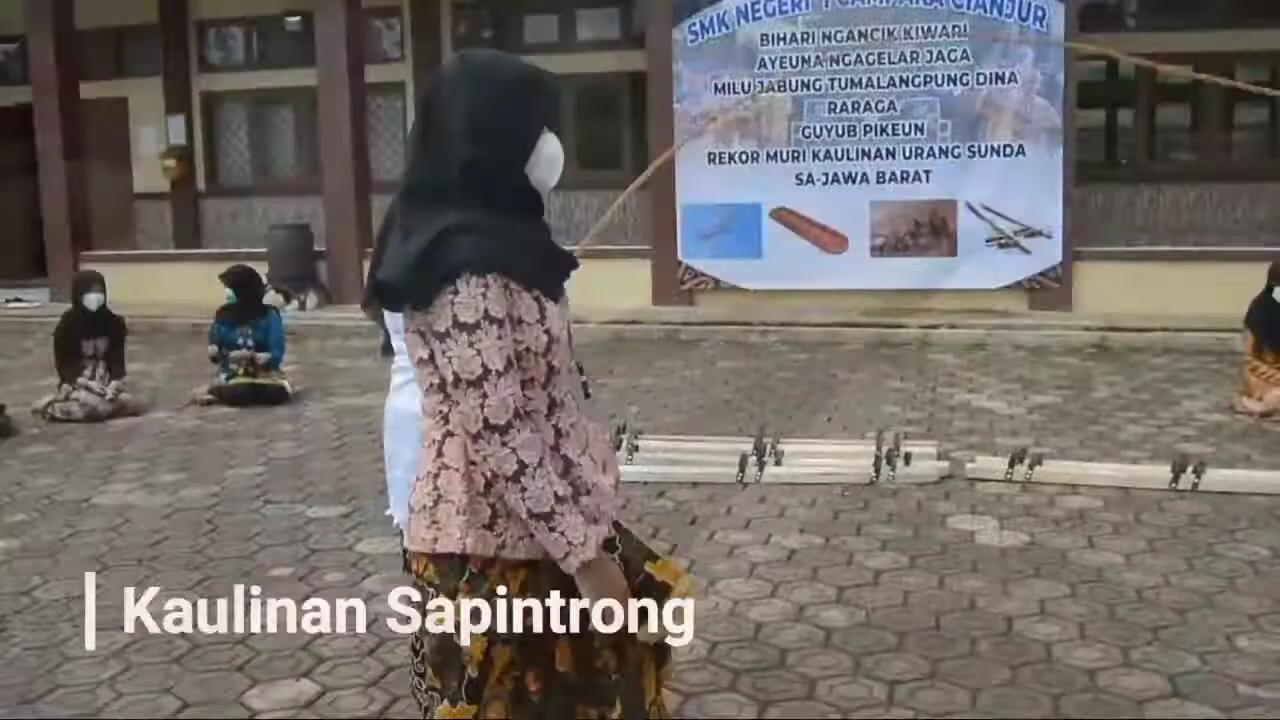 SMK NEGERI 1 CAMPAKA CIANJUR
BIHARI NGANCIK KIWARI
AYEUNA NGAGELAR JAGA
MILU JABUNG TUMALANGPUNG DINA
RARAGA
GUYUB PIKEUN
REKOR MURI KAULINAN URANG SUNDA
SA-JAWA BARAT
Kaulinan Sapintrong